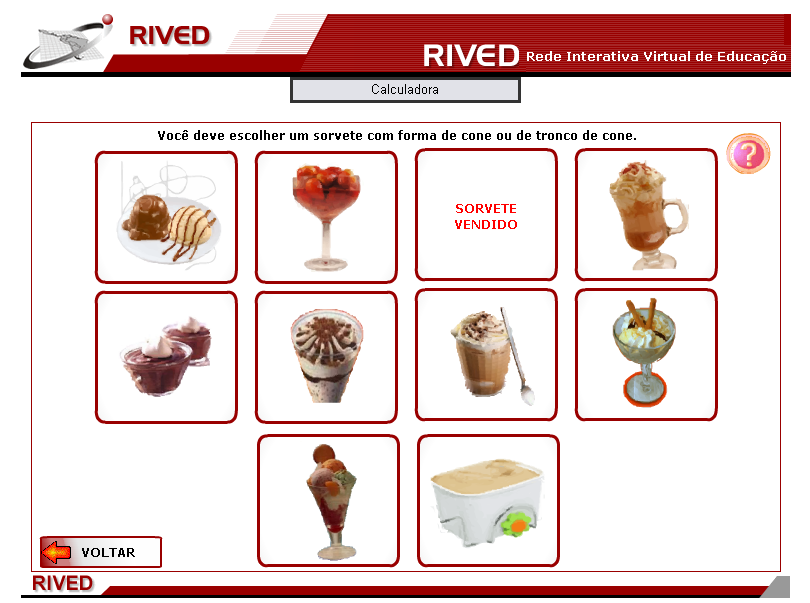 RIVED
RIVED Rede Interativa Virtual de Educação
Calculadora
Você deve escolher um sorvete com forma de cone ou de tronco de cone.
?
SORVETE
VENDIDO
VOLTAR
RIVED